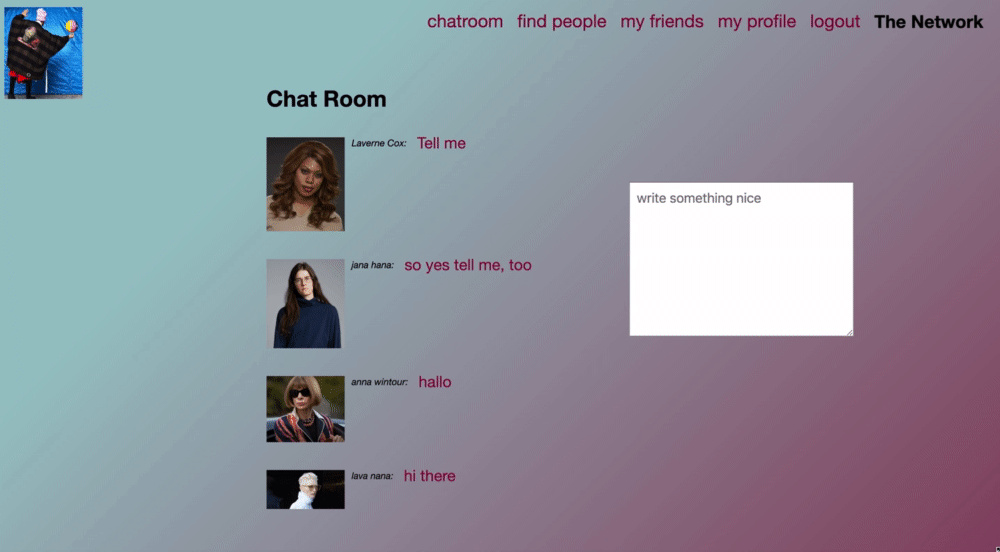 chatroom find people my friends my profile logout The Network
Chat Room
Laverne Cox: Tell me
write something nice
jana hana: so yes tell me, too
anna wintour: hallo
lava nana: hi there